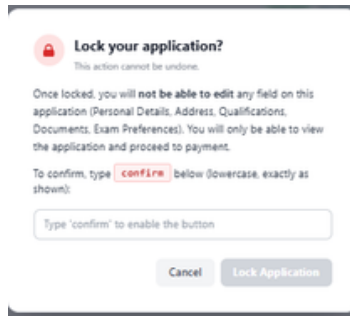 Lock your application?
This action cannot be undone.
Once locked, you will not be able to edit any field on this
application (Personal Details, Address, Qualifications,
Documents, Exam Preferences). You will only be able to view
the application and proceed to payment.
To confirm, type confirm below (lowercase, exactly as
shown):
Type 'confirm' to enable the button
Cancel
Lock Application